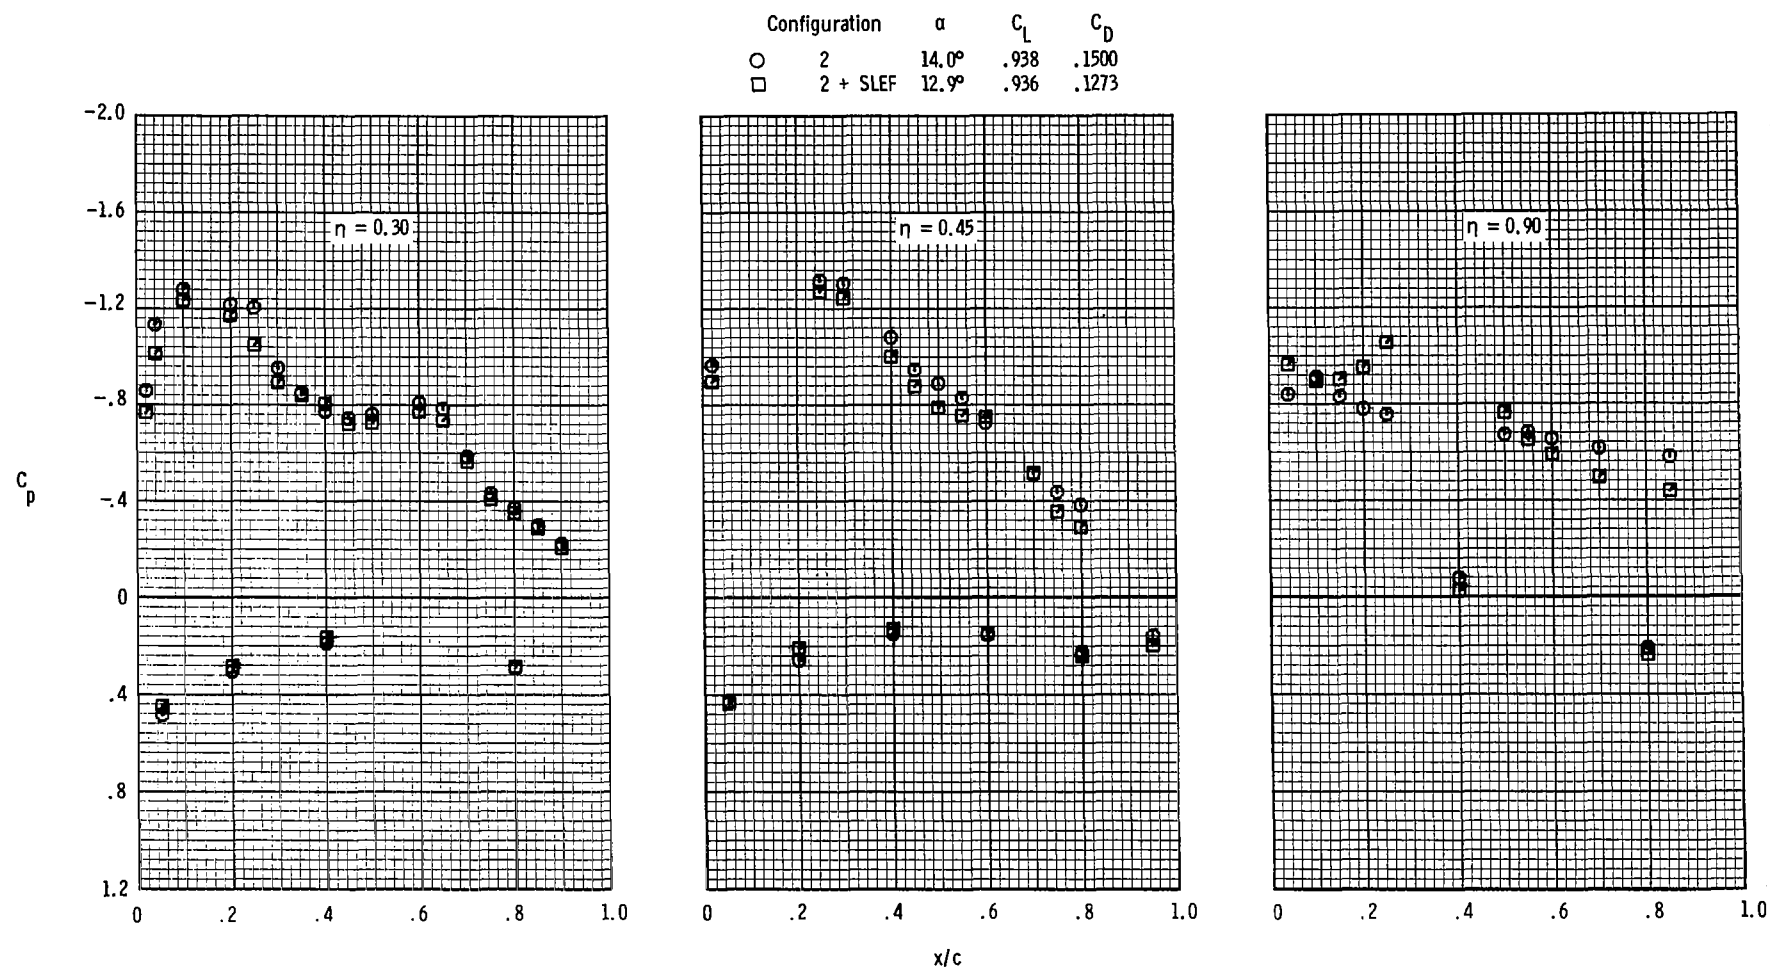 Configuration α C_L C_D
2 14.0° .938 .1500
2 + SLEF 12.9° .936 .1273
-2.0
-1.6
-1.2
-.8
-.4
0
.4
.8
1.2
C_p
η = 0.30
η = 0.45
η = 0.90
0 .2 .4 .6 .8 1.0
0 .2 .4 .6 .8 1.0
0 .2 .4 .6 .8 1.0
x/c